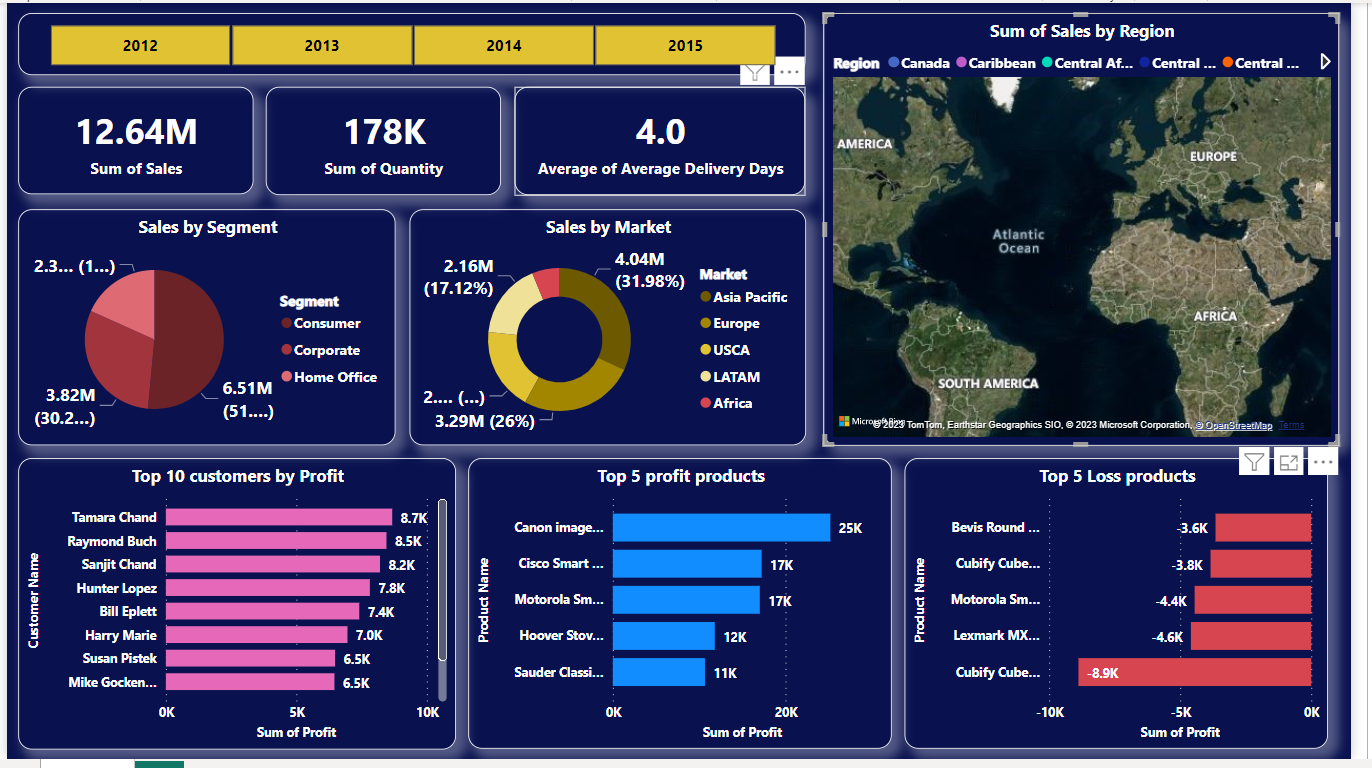 2012
2013
2014
2015
12.64M
Sum of Sales
178K
Sum of Quantity
4.0
Average of Average Delivery Days
Sum of Sales by Region
Region Canada Caribbean Central Af... Central ... Central ...
AMERICA
EUROPE
Atlantic
Ocean
AFRICA
SOUTH AMERICA
Microsoft Bing
© 2023 TomTom, Earthstar Geographics SIO, © 2023 Microsoft Corporation, © OpenStreetMap Terms
Sales by Segment
2.3... (1...)
3.82M
(30.2...)
6.51M
(51....)
Segment
Consumer
Corporate
Home Office
Sales by Market
2.16M
(17.12%)
4.04M
(31.98%)
2.... (...)
3.29M (26%)
Market
Asia Pacific
Europe
USCA
LATAM
Africa
Top 10 customers by Profit
Customer Name
Tamara Chand 8.7K
Raymond Buch 8.5K
Sanjit Chand 8.2K
Hunter Lopez 7.8K
Bill Eplett 7.4K
Harry Marie 7.0K
Susan Pistek 6.5K
Mike Gocken... 6.5K
0K 5K 10K
Sum of Profit
Top 5 profit products
Product Name
Canon image... 25K
Cisco Smart ... 17K
Motorola Sm... 17K
Hoover Stov... 12K
Sauder Classi... 11K
0K 20K
Sum of Profit
Top 5 Loss products
Product Name
Bevis Round ... -3.6K
Cubify Cube... -3.8K
Motorola Sm... -4.4K
Lexmark MX... -4.6K
Cubify Cube... -8.9K
-10K -5K 0K
Sum of Profit